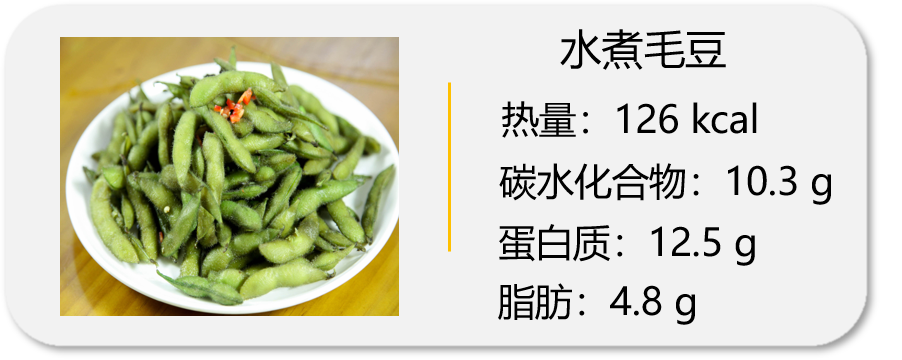 水煮毛豆
热量：126 kcal
碳水化合物：10.3 g
蛋白质：12.5 g
脂肪：4.8 g